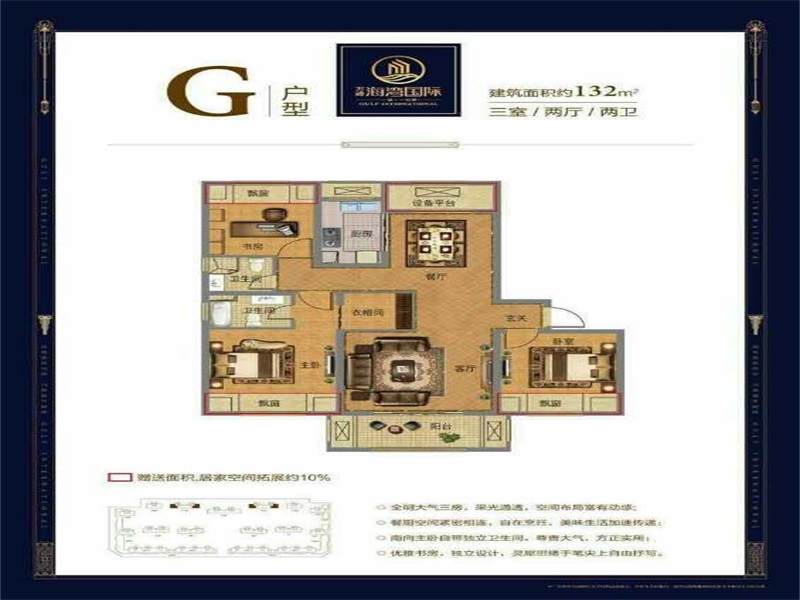 G
户型
海湾国际
GULF INTERNATIONAL
建筑面积约132m²
三室/两厅/两卫
飘窗
设备平台
厨房
书房
餐厅
卫生间
卫生间
衣帽间
玄关
主卧
客厅
卧室
飘窗
飘窗
阳台
赠送面积,居家空间拓展约10%
全明大气三房，采光通透，空间布局富有动感；
餐厨空间紧密相连，自在烹饪，美味生活加速传递；
南向主卧自带独立卫生间，尊贵大气，方正实用；
优雅书房，独立设计，灵犀思绪于笔尖上自由抒写。
GULF INTERNATIONAL
GULF INTERNATIONAL